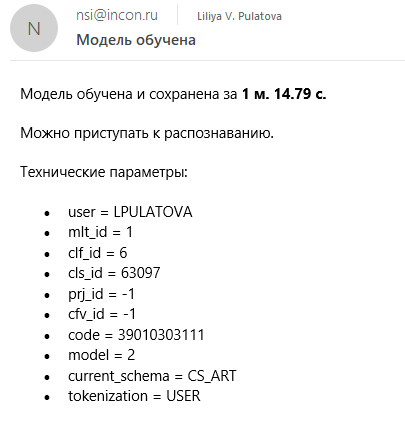 N
nsi@incon.ru
Liliya V. Pulatova
Модель обучена
Модель обучена и сохранена за 1 м. 14.79 с.
Можно приступать к распознаванию.
Технические параметры:
• user = LPULATOVA
• mlt_id = 1
• clf_id = 6
• cls_id = 63097
• prj_id = -1
• cfv_id = -1
• code = 39010303111
• model = 2
• current_schema = CS_ART
• tokenization = USER